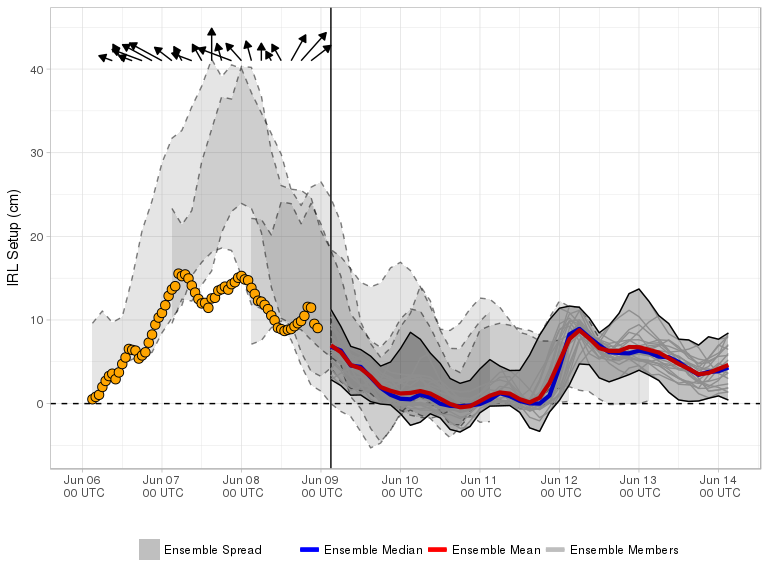 IRL Setup (cm)
40
30
20
10
0
Jun 06 Jun 07 Jun 08 Jun 09 Jun 10 Jun 11 Jun 12 Jun 13 Jun 14
00 UTC 00 UTC 00 UTC 00 UTC 00 UTC 00 UTC 00 UTC 00 UTC 00 UTC
Ensemble Spread Ensemble Median Ensemble Mean Ensemble Members